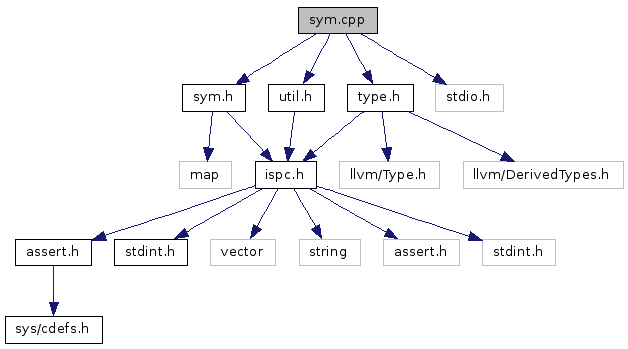 sym.cpp
sym.h
util.h
type.h
stdio.h
map
ispc.h
llvm/Type.h
llvm/DerivedTypes.h
assert.h
stdint.h
vector
string
assert.h
stdint.h
sys/cdefs.h